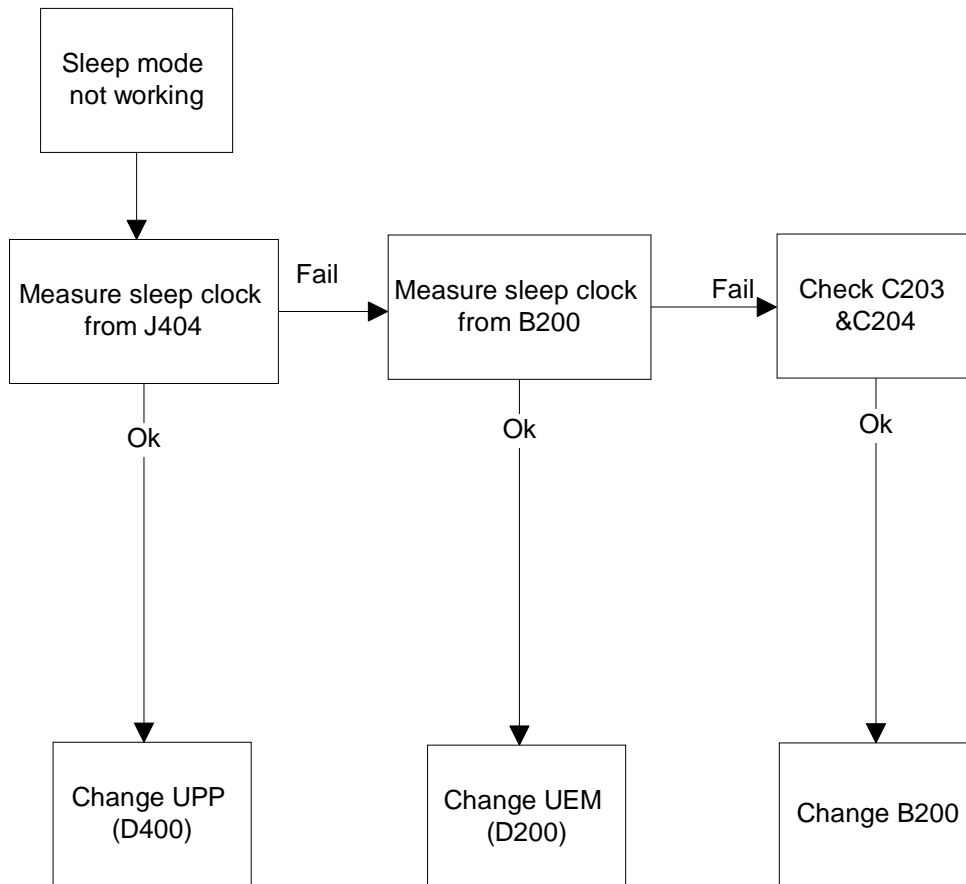 Sleep mode
not working
Measure sleep clock
from J404
Fail
Measure sleep clock
from B200
Fail
Check C203
&C204
Ok
Ok
Ok
Change UPP
(D400)
Change UEM
(D200)
Change B200